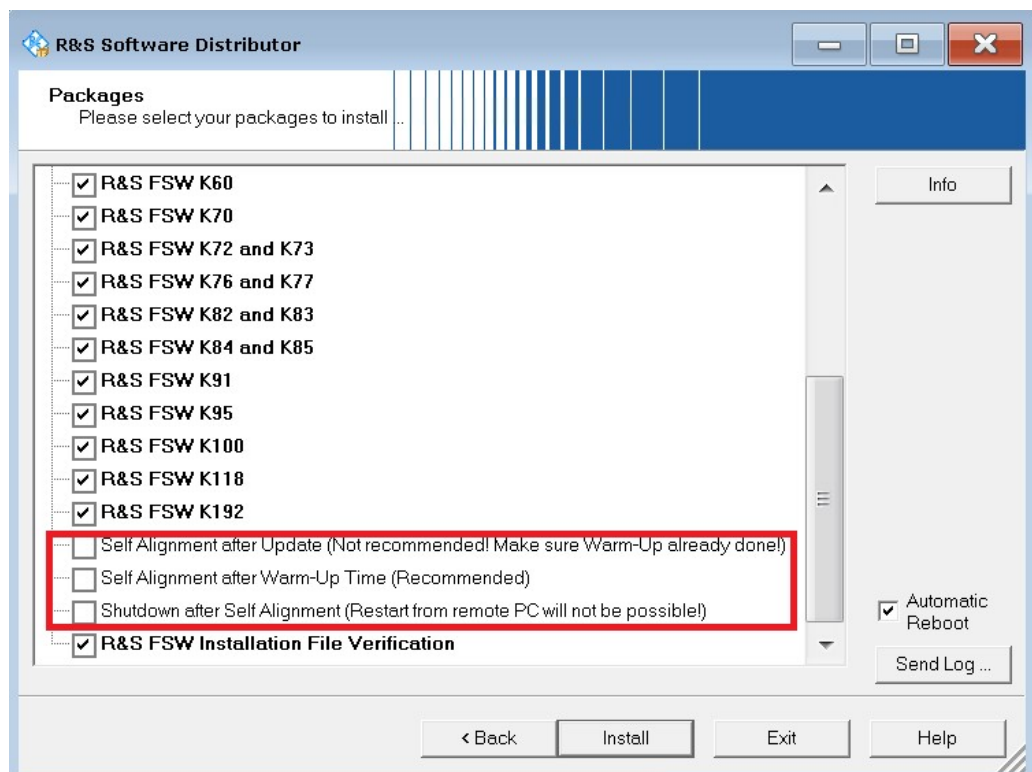 R&S Software Distributor
Packages
Please select your packages to install ...
R&S FSW K60
Info
R&S FSW K70
R&S FSW K72 and K73
R&S FSW K76 and K77
R&S FSW K82 and K83
R&S FSW K84 and K85
R&S FSW K91
R&S FSW K95
R&S FSW K100
R&S FSW K118
R&S FSW K192
Self Alignment after Update (Not recommended! Make sure Warm-Up already done!)
Self Alignment after Warm-Up Time (Recommended)
Shutdown after Self Alignment (Restart from remote PC will not be possible!)
R&S FSW Installation File Verification
Automatic
Reboot
Send Log ...
< Back
Install
Exit
Help